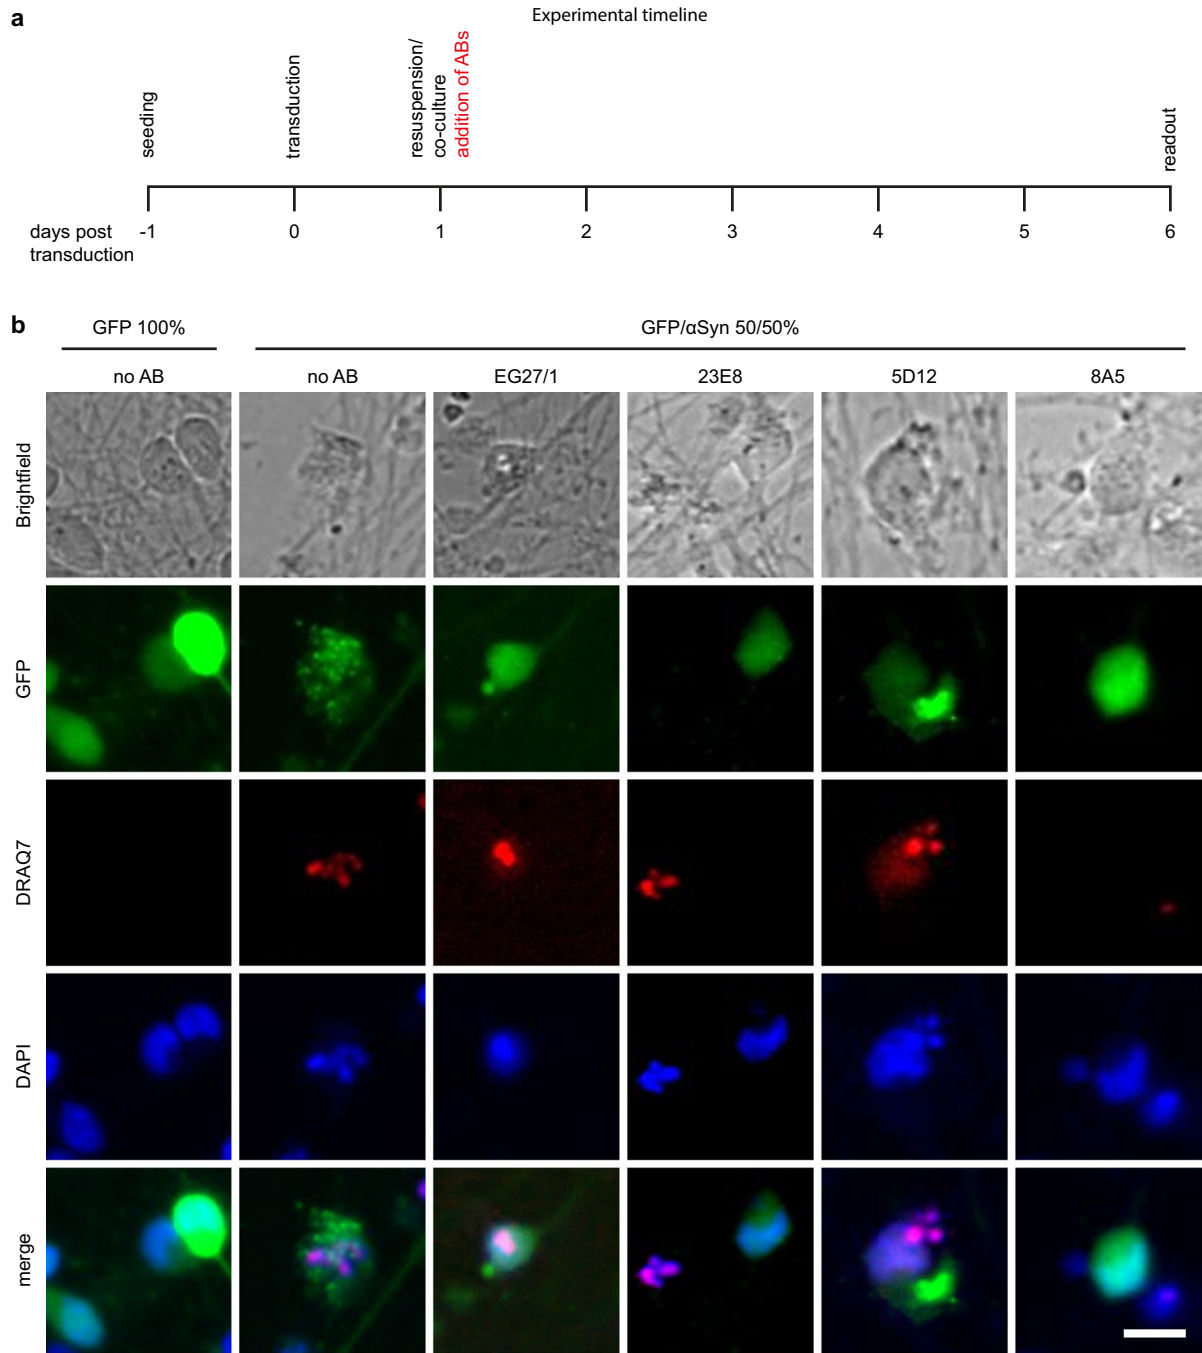 a
Experimental timeline
seeding
transduction
resuspension/
co-culture
addition of ABs
readout
days post
transduction
-1 0 1 2 3 4 5 6
b
GFP 100% GFP/αSyn 50/50%
no AB no AB EG27/1 23E8 5D12 8A5
Brightfield
GFP
DRAQ7
DAPI
merge